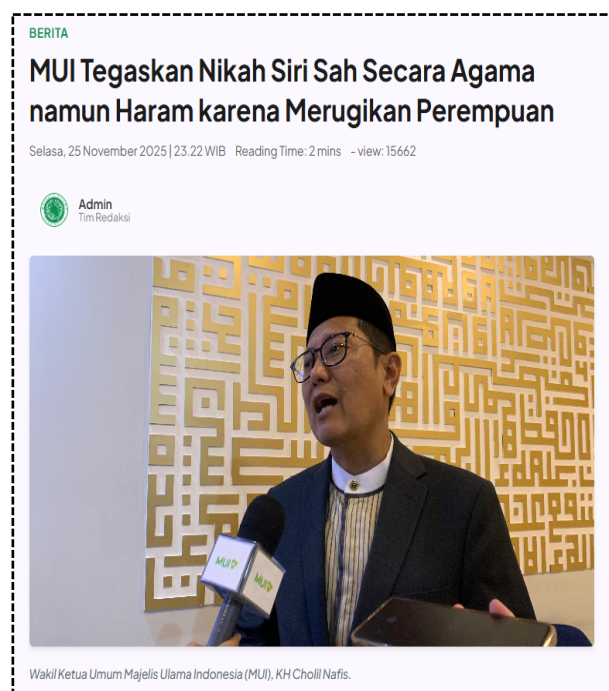 BERITA
MUI Tegaskan Nikah Siri Sah Secara Agama
namun Haram karena Merugikan Perempuan
Selasa, 25 November 2025 | 23.22 WIB Reading Time: 2 mins - view: 15662
Admin
Tim Redaksi
MUI
MUI
Wakil Ketua Umum Majelis Ulama Indonesia (MUI), KH Cholil Nafis.